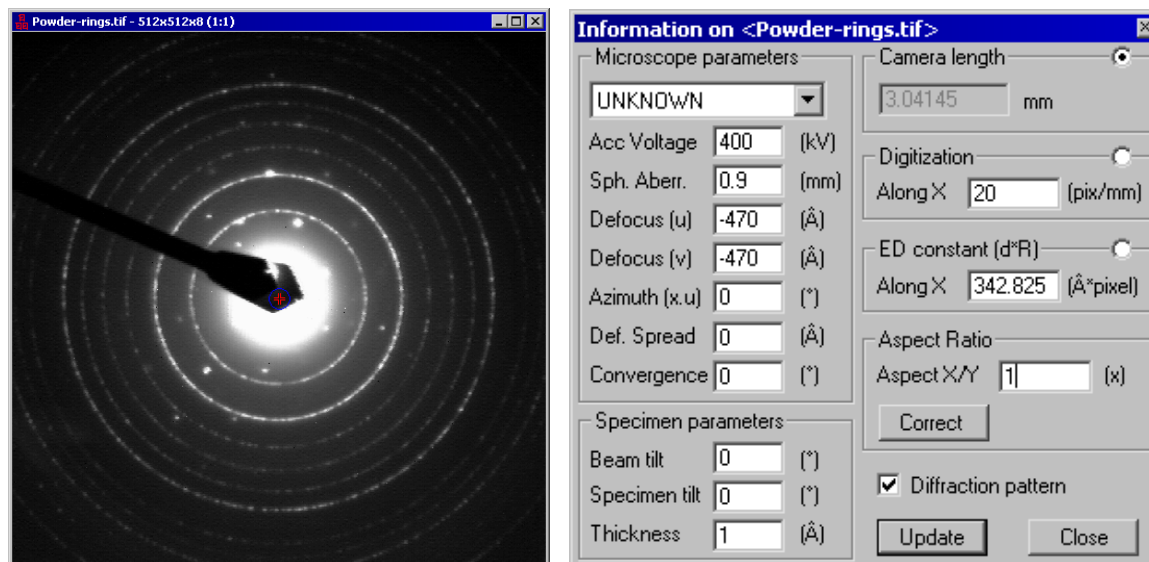 Powder-rings.tif - 512x512x8 (1:1)
Information on <Powder-rings.tif>
Microscope parameters
UNKNOWN
Acc Voltage 400 (kV)
Sph. Aberr. 0.9 (mm)
Defocus (u) -470 (Å)
Defocus (v) -470 (Å)
Azimuth (x.u) 0 (°)
Def. Spread 0 (Å)
Convergence 0 (°)
Specimen parameters
Beam tilt 0 (°)
Specimen tilt 0 (°)
Thickness 1 (Å)
Camera length
3.04145 mm
Digitization
Along X 20 (pix/mm)
ED constant (d*R)
Along X 342.825 (Å*pixel)
Aspect Ratio
Aspect X/Y 1 (x)
Correct
Diffraction pattern
Update Close